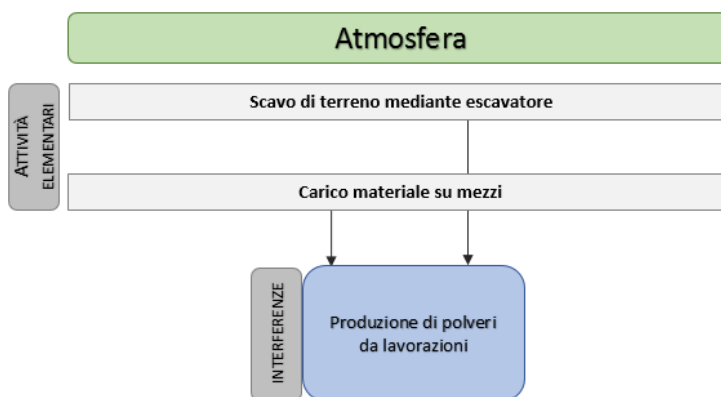 Atmosfera
ATTIVITÀ
ELEMENTARI
Scavo di terreno mediante escavatore
Carico materiale su mezzi
INTERFERENZE
Produzione di polveri
da lavorazioni